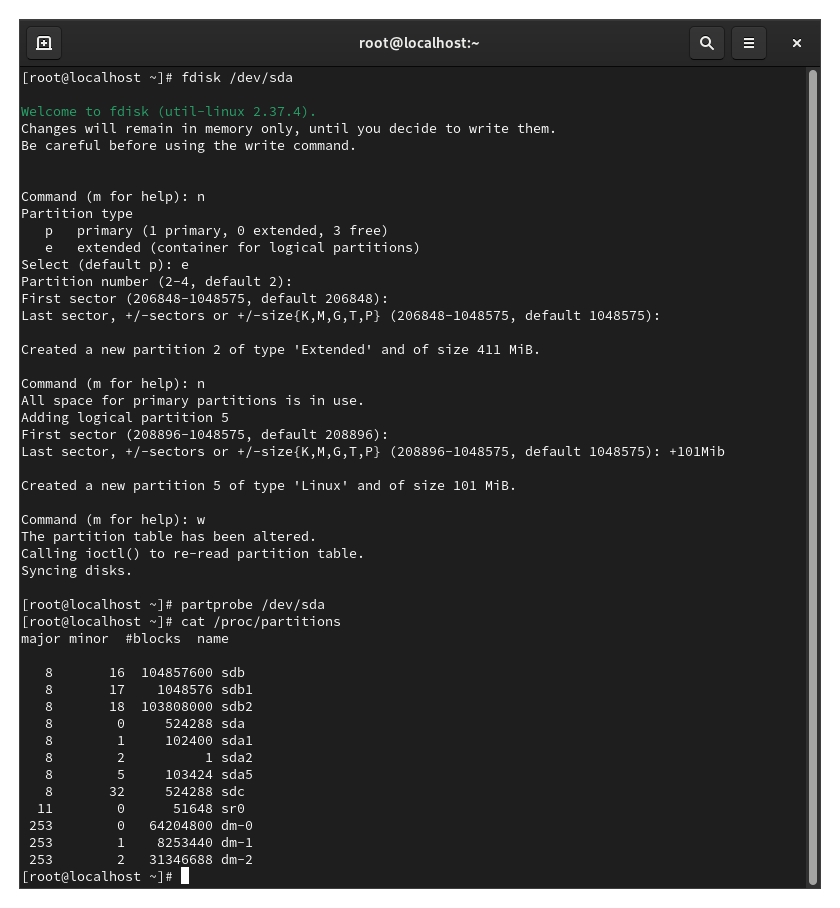 root@localhost:~
[root@localhost ~]# fdisk /dev/sda
Welcome to fdisk (util-linux 2.37.4).
Changes will remain in memory only, until you decide to write them.
Be careful before using the write command.
Command (m for help): n
Partition type
   p   primary (1 primary, 0 extended, 3 free)
   e   extended (container for logical partitions)
Select (default p): e
Partition number (2-4, default 2):
First sector (206848-1048575, default 206848):
Last sector, +/-sectors or +/-size{K,M,G,T,P} (206848-1048575, default 1048575):
Created a new partition 2 of type 'Extended' and of size 411 MiB.
Command (m for help): n
All space for primary partitions is in use.
Adding logical partition 5
First sector (208896-1048575, default 208896):
Last sector, +/-sectors or +/-size{K,M,G,T,P} (208896-1048575, default 1048575): +101Mib
Created a new partition 5 of type 'Linux' and of size 101 MiB.
Command (m for help): w
The partition table has been altered.
Calling ioctl() to re-read partition table.
Syncing disks.
[root@localhost ~]# partprobe /dev/sda
[root@localhost ~]# cat /proc/partitions
major minor  #blocks  name
   8       16  104857600 sdb
   8       17    1048576 sdb1
   8       18  103808000 sdb2
   8        0     524288 sda
   8        1     102400 sda1
   8        2          1 sda2
   8        5     103424 sda5
   8       32     524288 sdc
  11        0      51648 sr0
 253        0   64204800 dm-0
 253        1    8253440 dm-1
 253        2   31346688 dm-2
[root@localhost ~]#